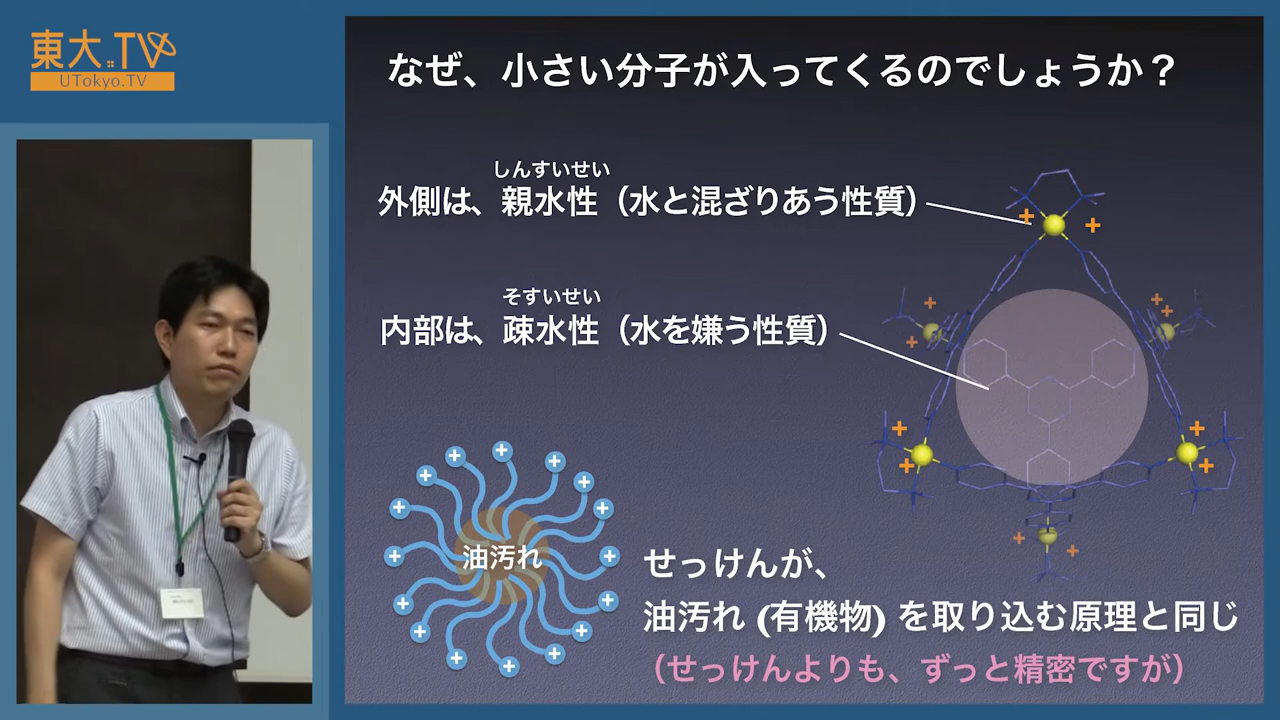 東大.TV
UTokyo.TV
なぜ、小さい分子が入ってくるのでしょうか？
しんすいせい
外側は、親水性（水と混ざりあう性質）
そすいせい
内部は、疎水性（水を嫌う性質）
油汚れ
せっけんが、
油汚れ (有機物) を取り込む原理と同じ
（せっけんよりも、ずっと精密ですが）